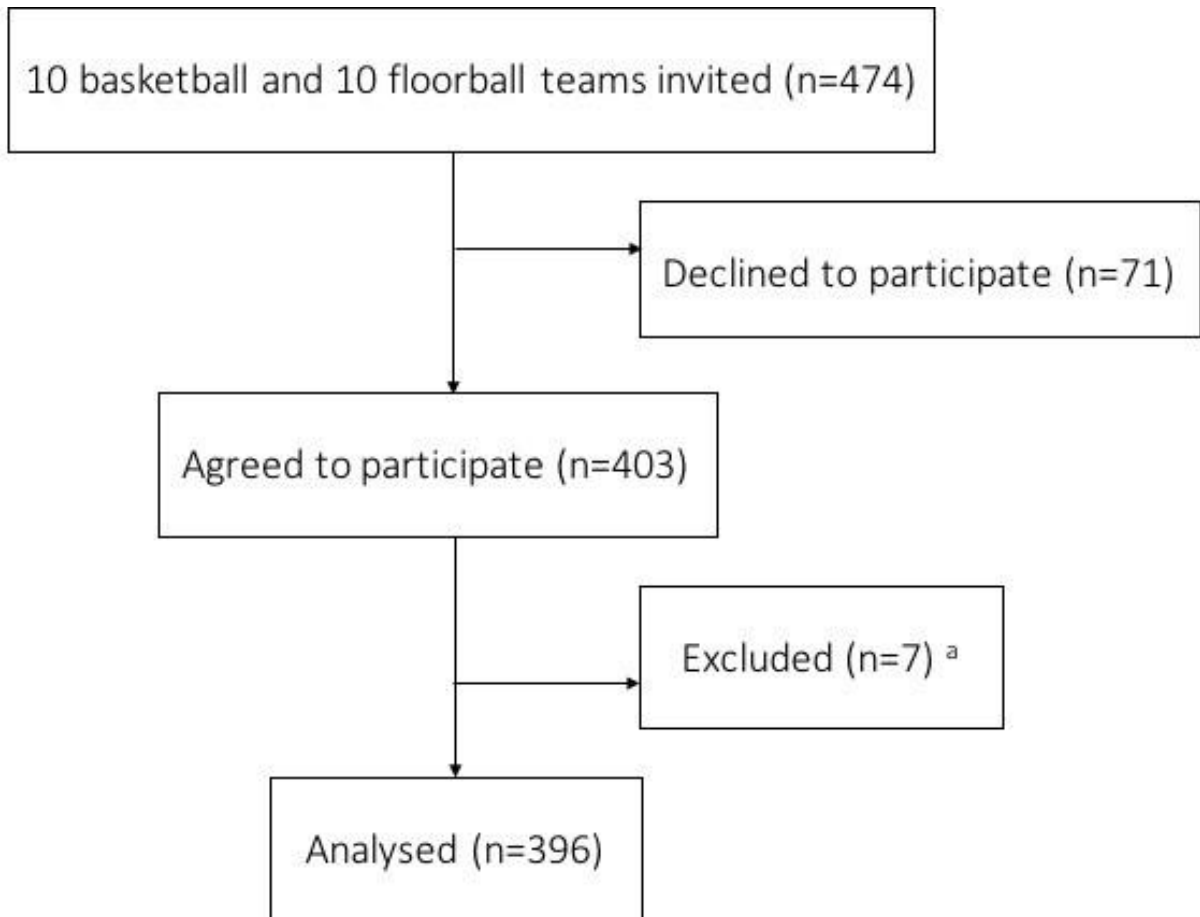 10 basketball and 10 floorball teams invited (n=474)
Declined to participate (n=71)
Agreed to participate (n=403)
Excluded (n=7) ᵃ
Analysed (n=396)